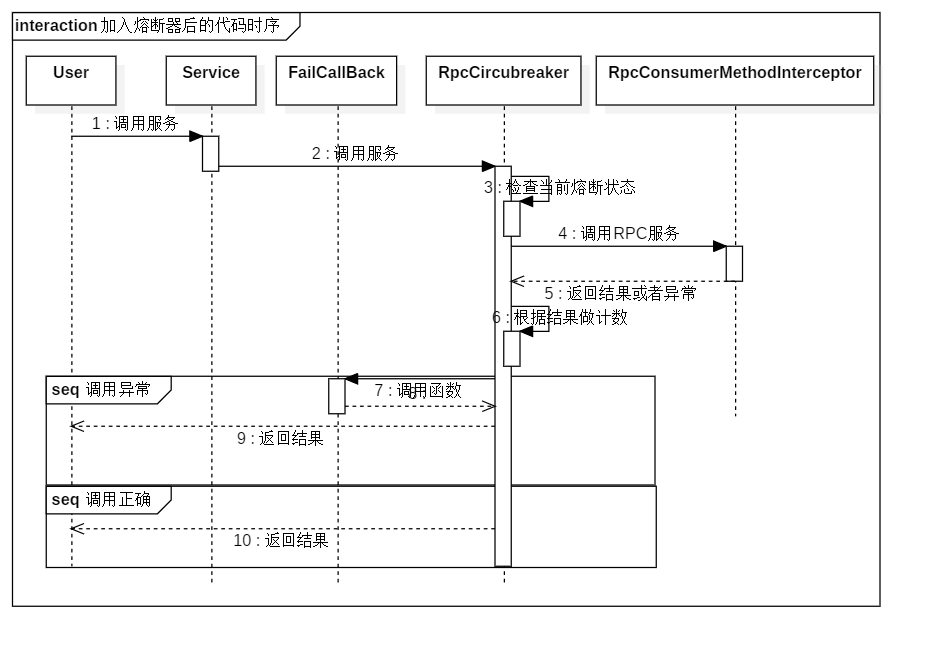 interaction 加入熔断器后的代码时序
User
Service
FailCallBack
RpcCircubreaker
RpcConsumerMethodInterceptor
1 : 调用服务
2 : 调用服务
3 : 检查当前熔断状态
4 : 调用RPC服务
5 : 返回结果或者异常
6 : 根据结果做计数
seq 调用异常
7 : 调用函数
9 : 返回结果
seq 调用正确
10 : 返回结果